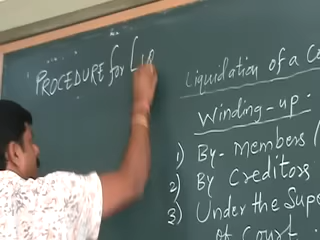 PROCEDURE for LIQ
Liquidation of a Co
Winding-up.
1) By-Members (
2) By Creditors
3) Under the Supe
of Court.